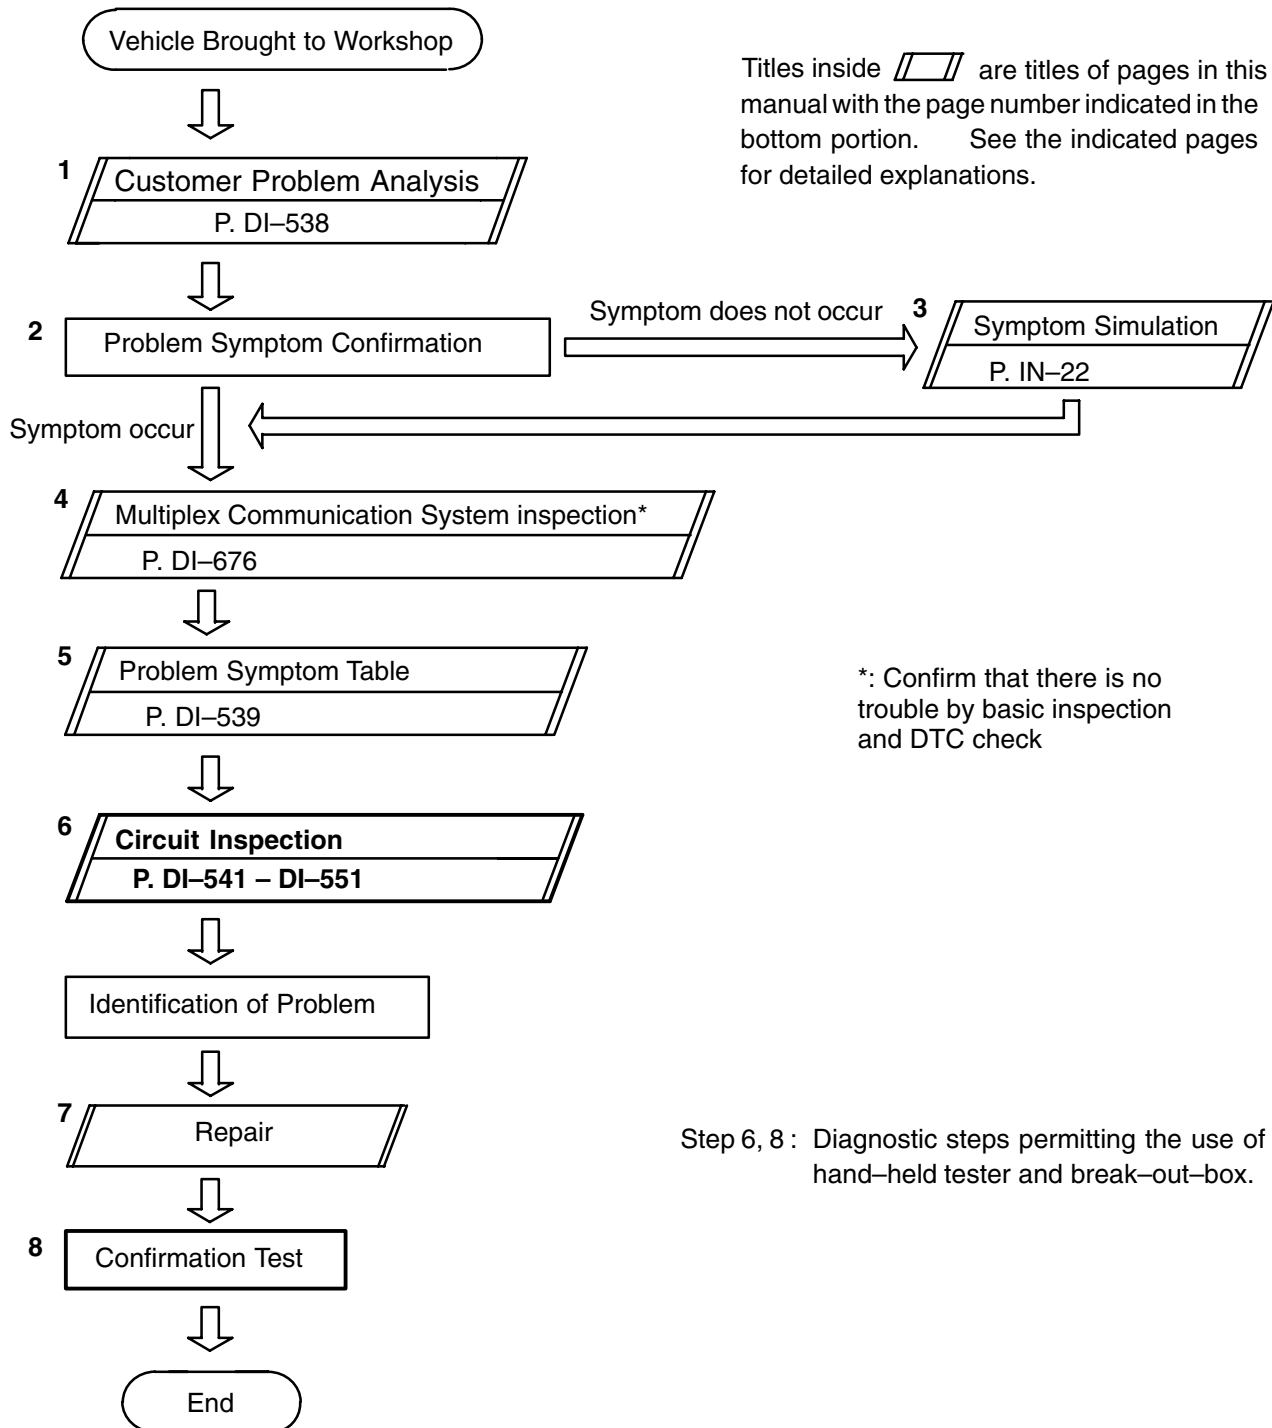 Vehicle Brought to Workshop
Titles inside are titles of pages in this
manual with the page number indicated in the
bottom portion. See the indicated pages
for detailed explanations.
1
Customer Problem Analysis
P. DI–538
2
Problem Symptom Confirmation
Symptom does not occur
3
Symptom Simulation
P. IN–22
Symptom occur
4
Multiplex Communication System inspection*
P. DI–676
5
Problem Symptom Table
P. DI–539
*: Confirm that there is no
trouble by basic inspection
and DTC check
6
Circuit Inspection
P. DI–541 – DI–551
Identification of Problem
7
Repair
Step 6, 8 : Diagnostic steps permitting the use of
hand–held tester and break–out–box.
8
Confirmation Test
End